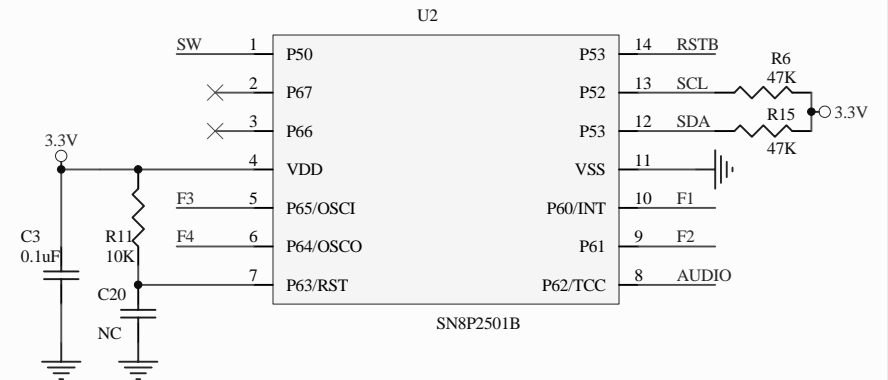 U2
SW 1 P50 P53 14 RSTB
R6
47K
2 P67 P52 13 SCL
3.3V
R15
47K
3 P66 P53 12 SDA
3.3V
4 VDD VSS 11
F3 5 P65/OSCI P60/INT 10 F1
C3
0.1uF
R11
10K
F4 6 P64/OSCO P61 9 F2
7 P63/RST P62/TCC 8 AUDIO
C20
NC
SN8P2501B